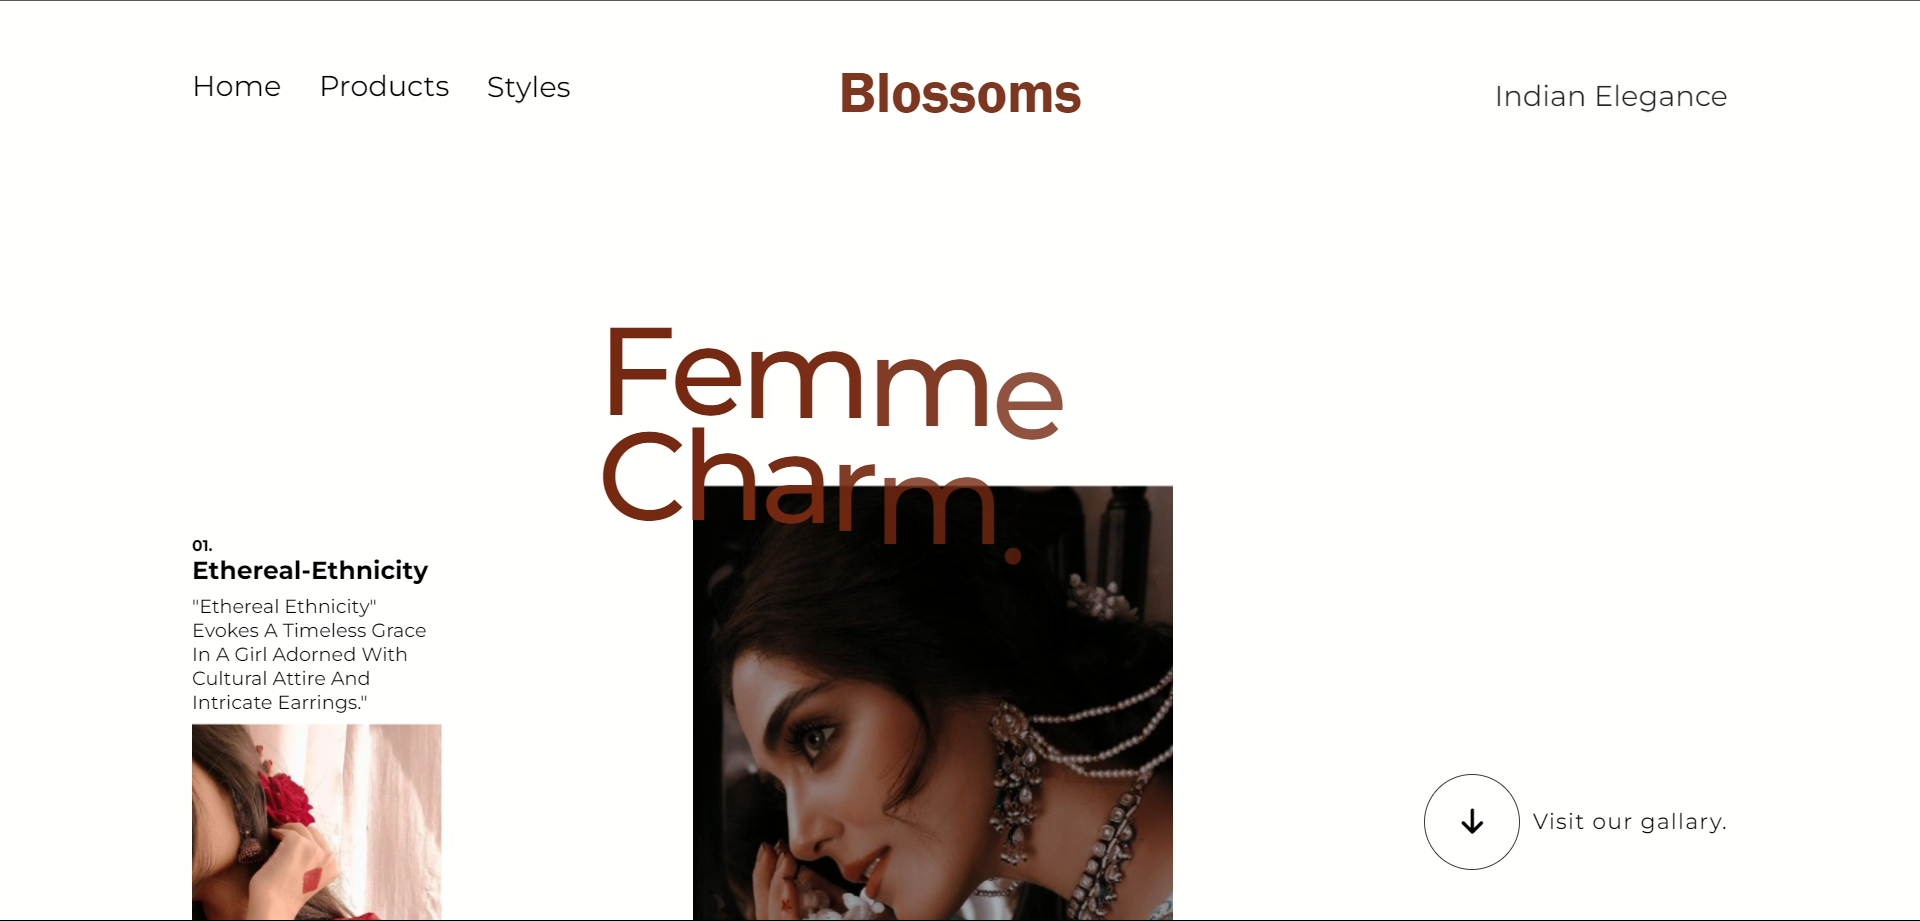 Home Products Styles
Blossoms
Indian Elegance
Femme
Charm.
01.
Ethereal-Ethnicity
"Ethereal Ethnicity"
Evokes A Timeless Grace
In A Girl Adorned With
Cultural Attire And
Intricate Earrings."
Visit our gallary.